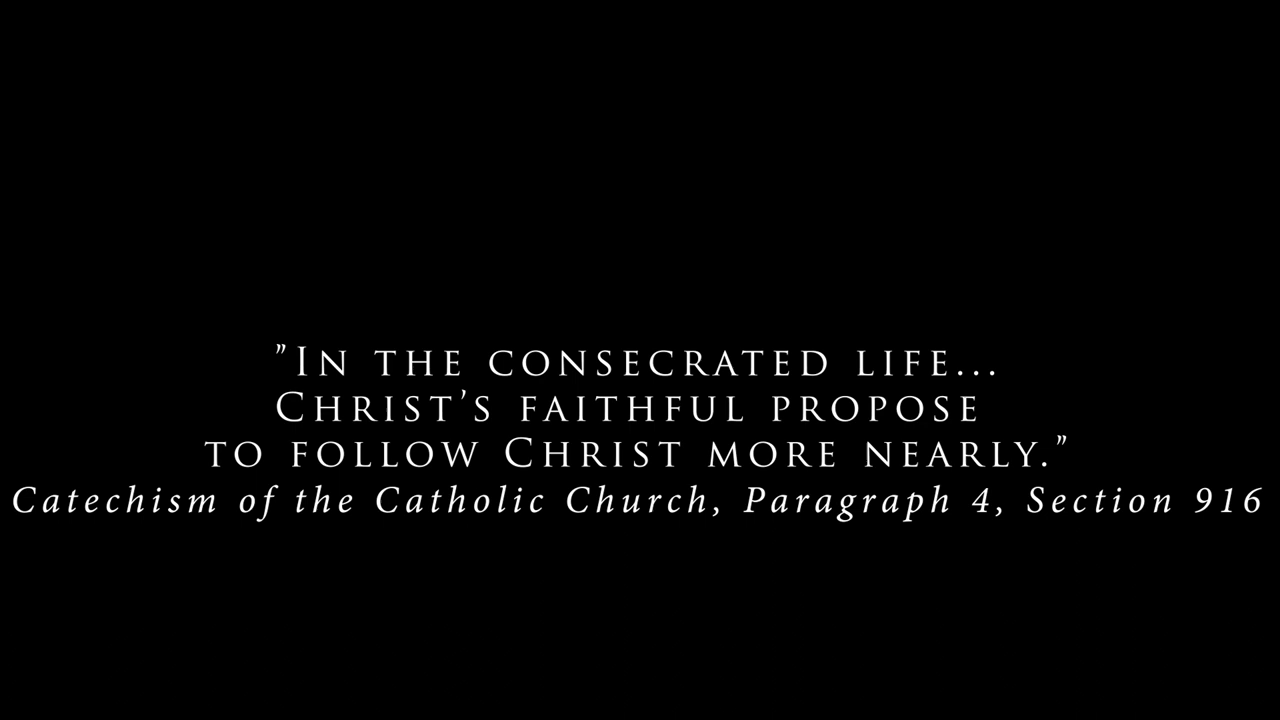 "In the consecrated life...
Christ's faithful propose
to follow Christ more nearly."
Catechism of the Catholic Church, Paragraph 4, Section 916